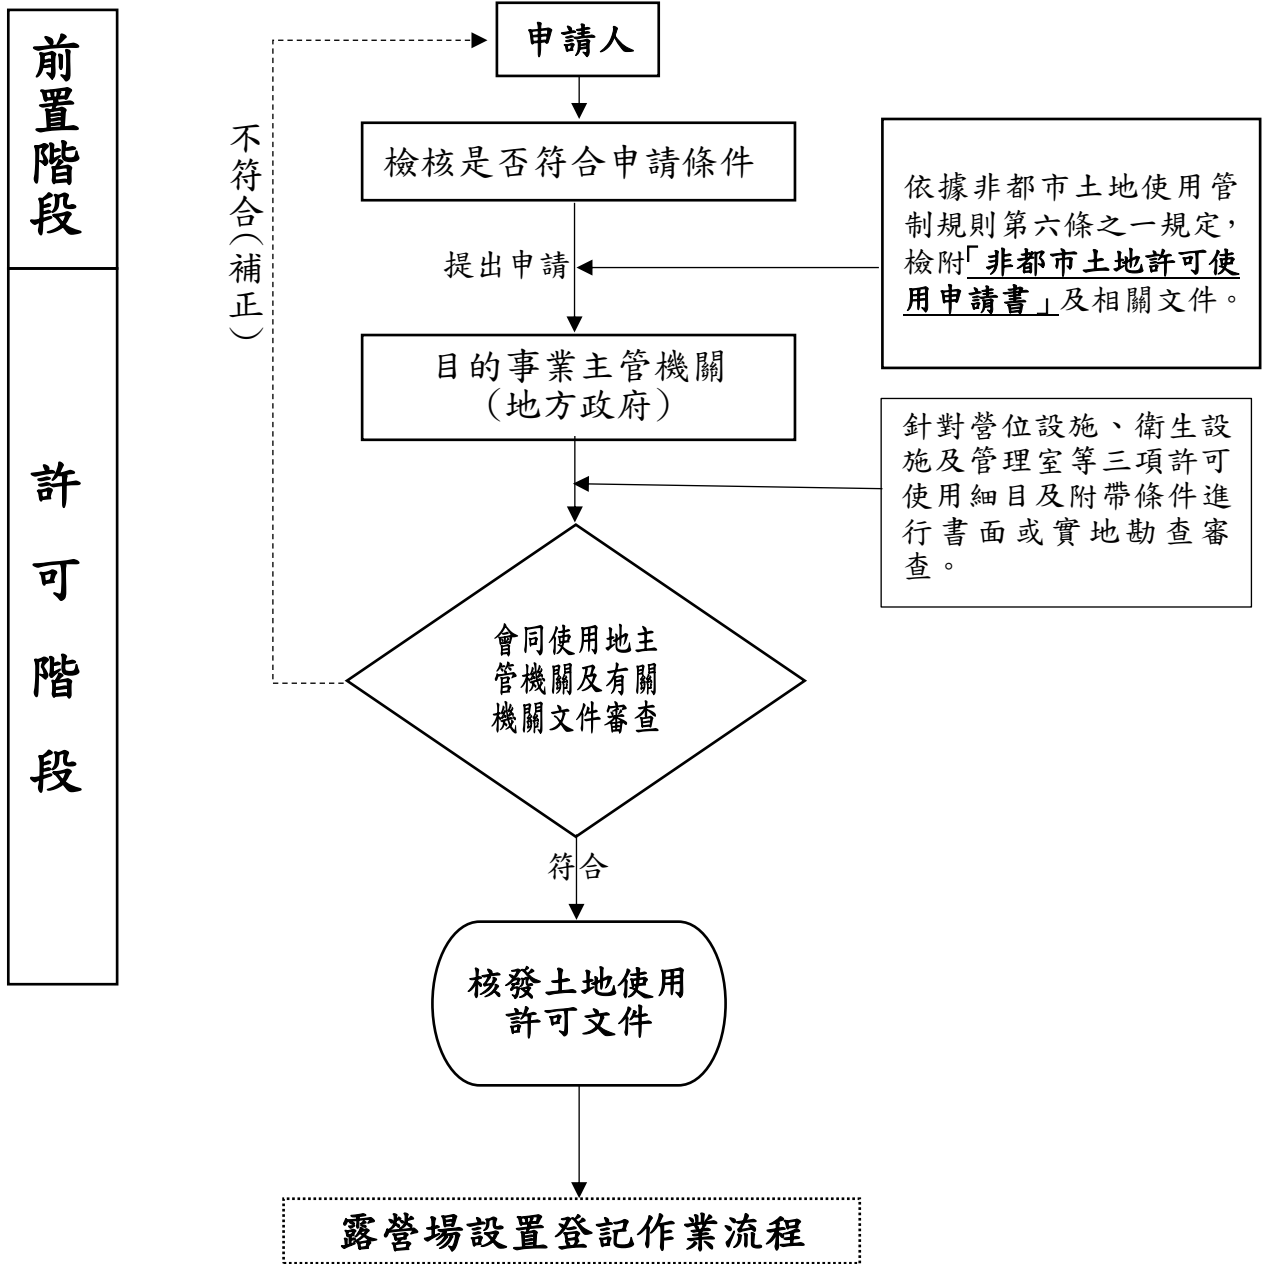 前置階段
許可階段
申請人
檢核是否符合申請條件
不符合(補正)
提出申請
依據非都市土地使用管
制規則第六條之一規定,
檢附「非都市土地許可使
用申請書」及相關文件。
目的事業主管機關
(地方政府)
針對營位設施、衛生設
施及管理室等三項許可
使用細目及附帶條件進
行書面或實地勘查審
查。
會同使用地主
管機關及有關
機關文件審查
符合
核發土地使用
許可文件
露營場設置登記作業流程